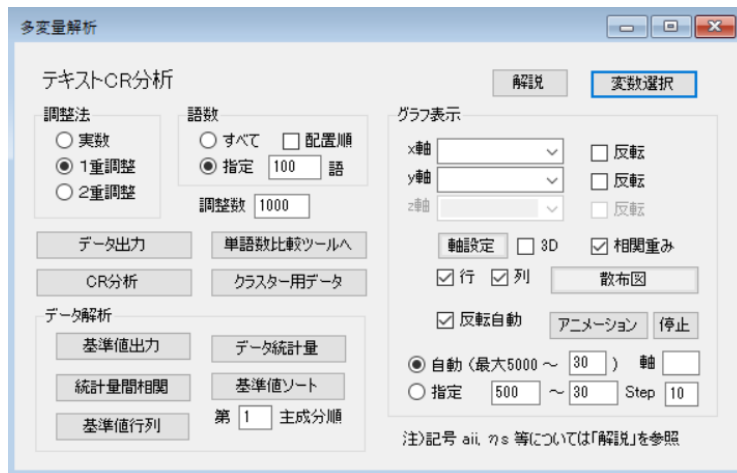 多変量解析
テキストCR分析
解説
変数選択
調整法
実数
1重調整
2重調整
語数
すべて
配置順
指定 100 語
調整数 1000
データ出力
単語数比較ツールへ
CR分析
クラスター用データ
データ解析
基準値出力
データ統計量
統計量間相関
基準値ソート
基準値行列
第 1 主成分順
グラフ表示
x軸
反転
y軸
反転
z軸
反転
軸設定
3D
相関重み
行
列
散布図
反転自動
アニメーション
停止
自動 (最大5000 ～ 30 ) 軸
指定 500 ～ 30 Step 10
注)記号 aii, ηs 等については「解説」を参照